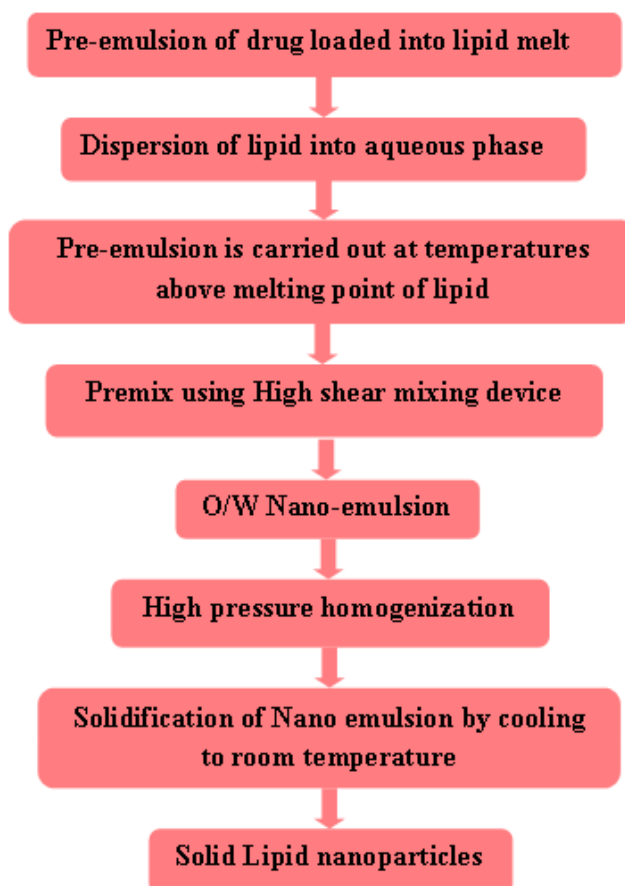 Pre-emulsion of drug loaded into lipid melt
Dispersion of lipid into aqueous phase
Pre-emulsion is carried out at temperatures
above melting point of lipid
Premix using High shear mixing device
O/W Nano-emulsion
High pressure homogenization
Solidification of Nano emulsion by cooling
to room temperature
Solid Lipid nanoparticles